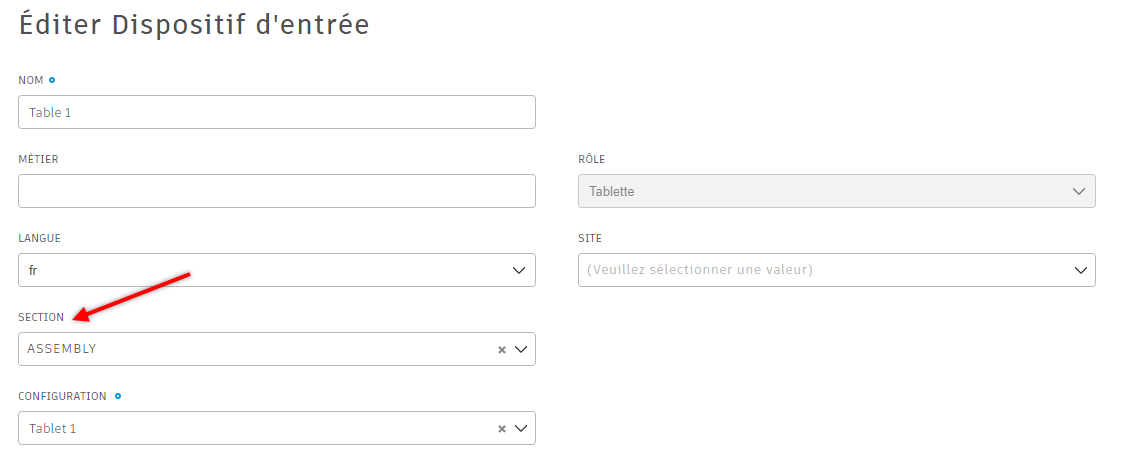 Éditer Dispositif d'entrée
NOM
Table 1
MÉTIER
RÔLE
Tablette
LANGUE
SITE
fr
(Veuillez sélectionner une valeur)
SECTION
ASSEMBLY
CONFIGURATION
Tablet 1